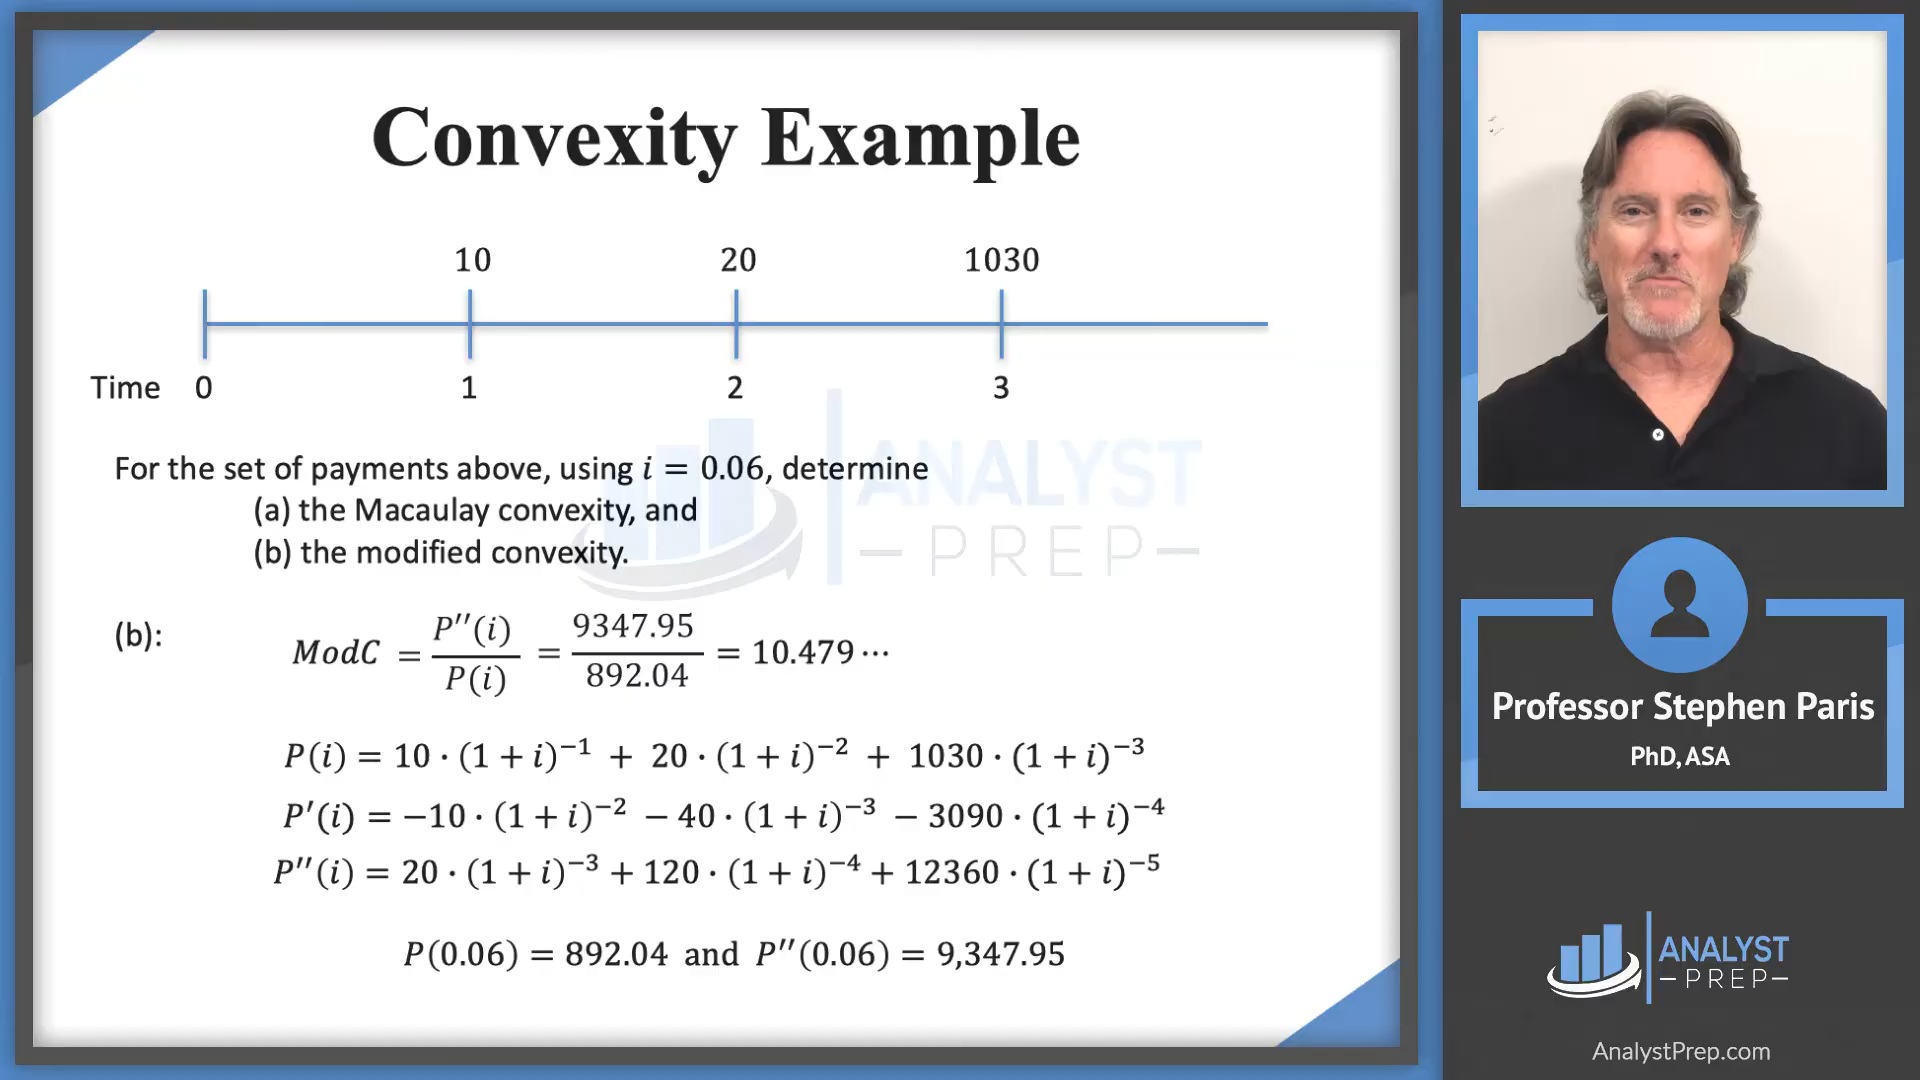 Convexity Example
10 20 1030
Time 0 1 2 3
For the set of payments above, using i = 0.06, determine
(a) the Macaulay convexity, and
(b) the modified convexity.
(b): ModC = P′′(i)/P(i) = 9347.95/892.04 = 10.479 ⋯
P(i) = 10 · (1 + i)⁻¹ + 20 · (1 + i)⁻² + 1030 · (1 + i)⁻³
P′(i) = −10 · (1 + i)⁻² − 40 · (1 + i)⁻³ − 3090 · (1 + i)⁻⁴
P′′(i) = 20 · (1 + i)⁻³ + 120 · (1 + i)⁻⁴ + 12360 · (1 + i)⁻⁵
P(0.06) = 892.04 and P′′(0.06) = 9,347.95
ANALYST
–PREP–
Professor Stephen Paris
PhD, ASA
ANALYST
–PREP–
AnalystPrep.com